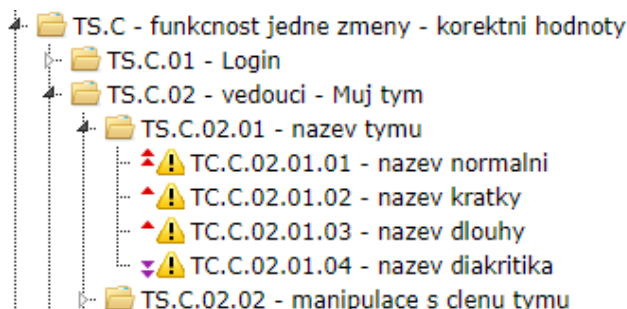 TS.C - funkcnost jedne zmeny - korektni hodnoty
TS.C.01 - Login
TS.C.02 - vedouci - Muj tym
TS.C.02.01 - nazev tymu
TC.C.02.01.01 - nazev normalni
TC.C.02.01.02 - nazev kratky
TC.C.02.01.03 - nazev dlouhy
TC.C.02.01.04 - nazev diakritika
TS.C.02.02 - manipulace s clenu tymu